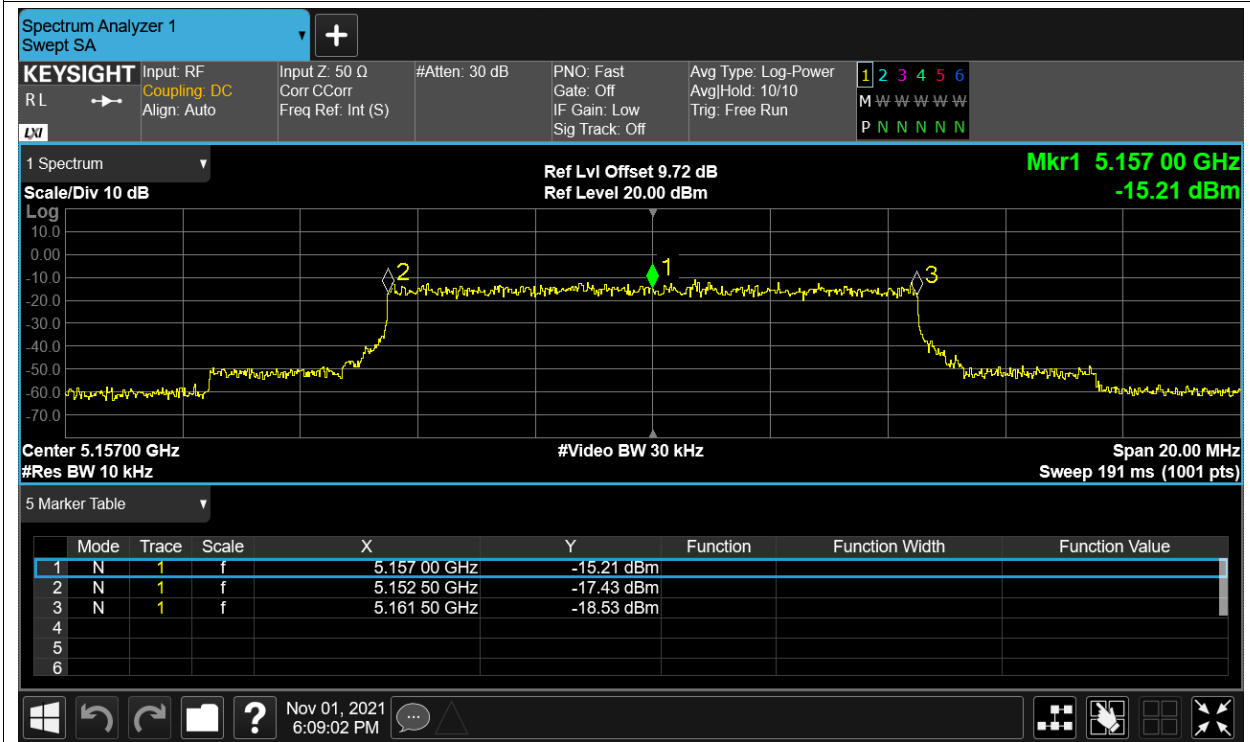 Spectrum Analyzer 1
Swept SA
+
KEYSIGHT Input: RF Input Z: 50 Ω #Atten: 30 dB PNO: Fast Avg Type: Log-Power 1 2 3 4 5 6
R L Coupling: DC Corr CCorr Gate: Off Avg|Hold: 10/10 M W W W W W
Align: Auto Freq Ref: Int (S) IF Gain: Low Trig: Free Run
LXI Sig Track: Off P N N N N N
1 Spectrum Ref Lvl Offset 9.72 dB Mkr1 5.157 00 GHz
Scale/Div 10 dB Ref Level 20.00 dBm -15.21 dBm
Log
10.0
0.00
-10.0
-20.0
-30.0
-40.0
-50.0
-60.0
-70.0
2
1
3
Center 5.15700 GHz #Video BW 30 kHz Span 20.00 MHz
#Res BW 10 kHz Sweep 191 ms (1001 pts)
5 Marker Table
Mode Trace Scale X Y Function Function Width Function Value
1 N 1 f 5.157 00 GHz -15.21 dBm
2 N 1 f 5.152 50 GHz -17.43 dBm
3 N 1 f 5.161 50 GHz -18.53 dBm
4
5
6
? Nov 01, 2021
6:09:02 PM